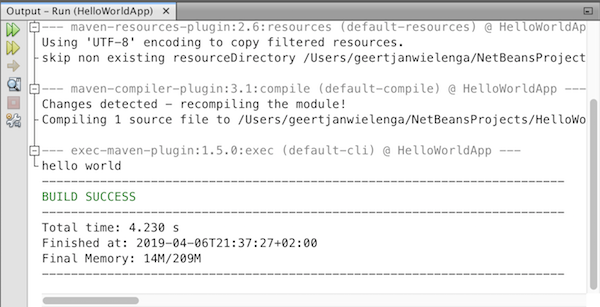 Output – Run (HelloWorldApp)
--- maven-resources-plugin:2.6:resources (default-resources) @ HelloWorldAp
Using 'UTF-8' encoding to copy filtered resources.
skip non existing resourceDirectory /Users/geertjanwielenga/NetBeansProject
--- maven-compiler-plugin:3.1:compile (default-compile) @ HelloWorldApp ---
Changes detected - recompiling the module!
Compiling 1 source file to /Users/geertjanwielenga/NetBeansProjects/HelloWo
--- exec-maven-plugin:1.5.0:exec (default-cli) @ HelloWorldApp ---
hello world
------------------------------------------------------------------------
BUILD SUCCESS
------------------------------------------------------------------------
Total time: 4.230 s
Finished at: 2019-04-06T21:37:27+02:00
Final Memory: 14M/209M
------------------------------------------------------------------------